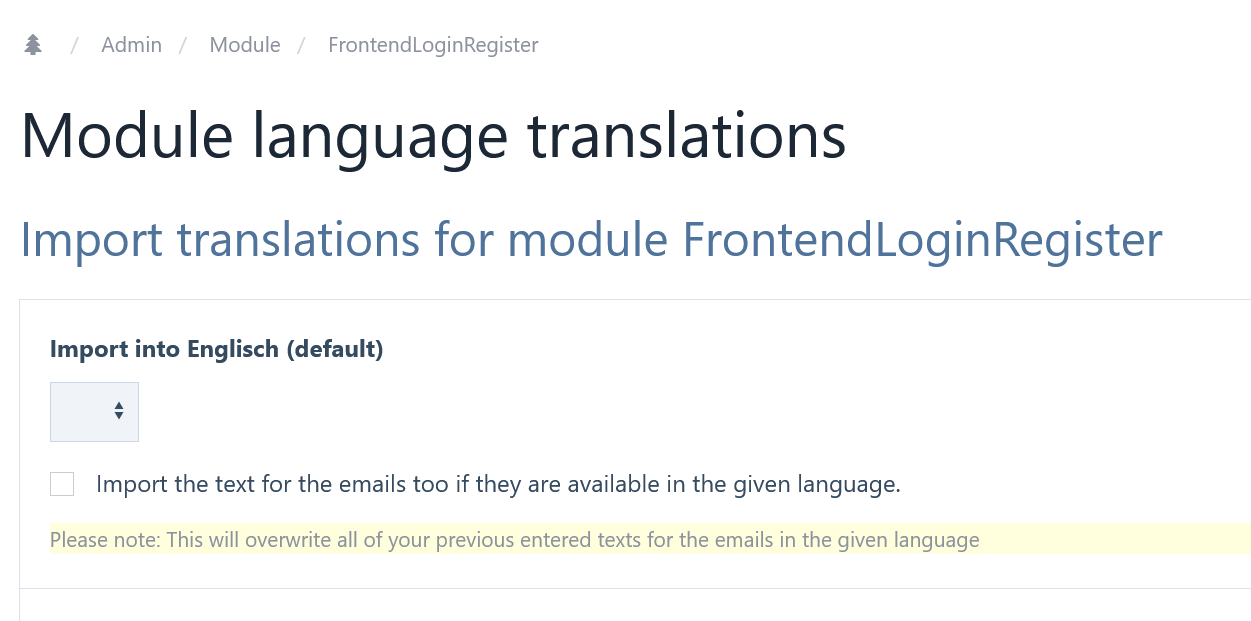 / Admin / Module / FrontendLoginRegister
Module language translations
Import translations for module FrontendLoginRegister
Import into Englisch (default)
Import the text for the emails too if they are available in the given language.
Please note: This will overwrite all of your previous entered texts for the emails in the given language